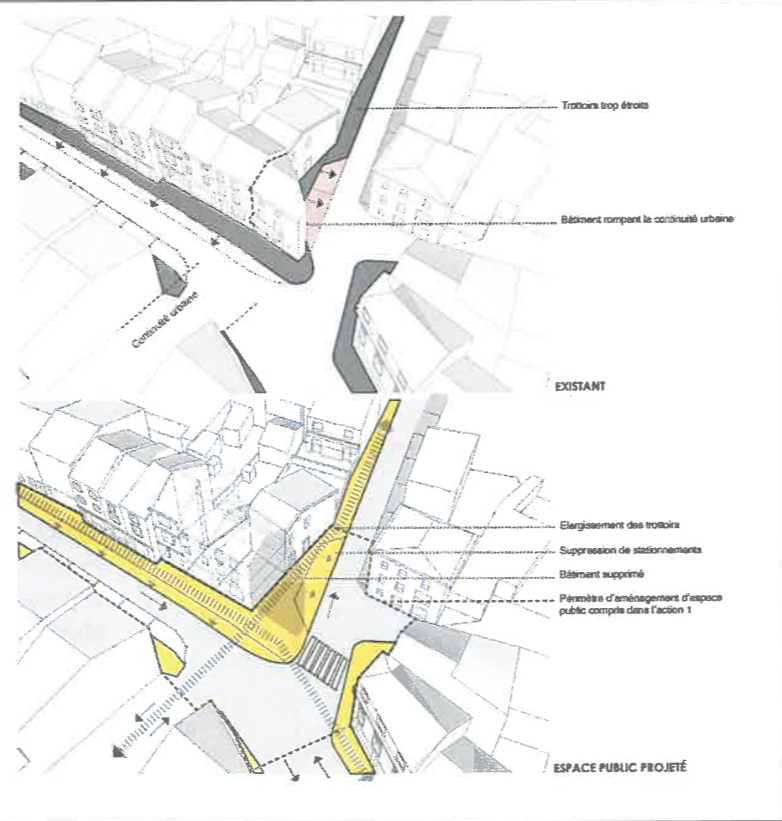 Trottoirs trop étroits
Bâtiment rompant la continuité urbaine
Continuité urbaine
EXISTANT
Elargissement des trottoirs
Suppression de stationnements
Bâtiment supprimé
Périmètre d'aménagement d'espace
public compris dans l'action 1
ESPACE PUBLIC PROJETÉ